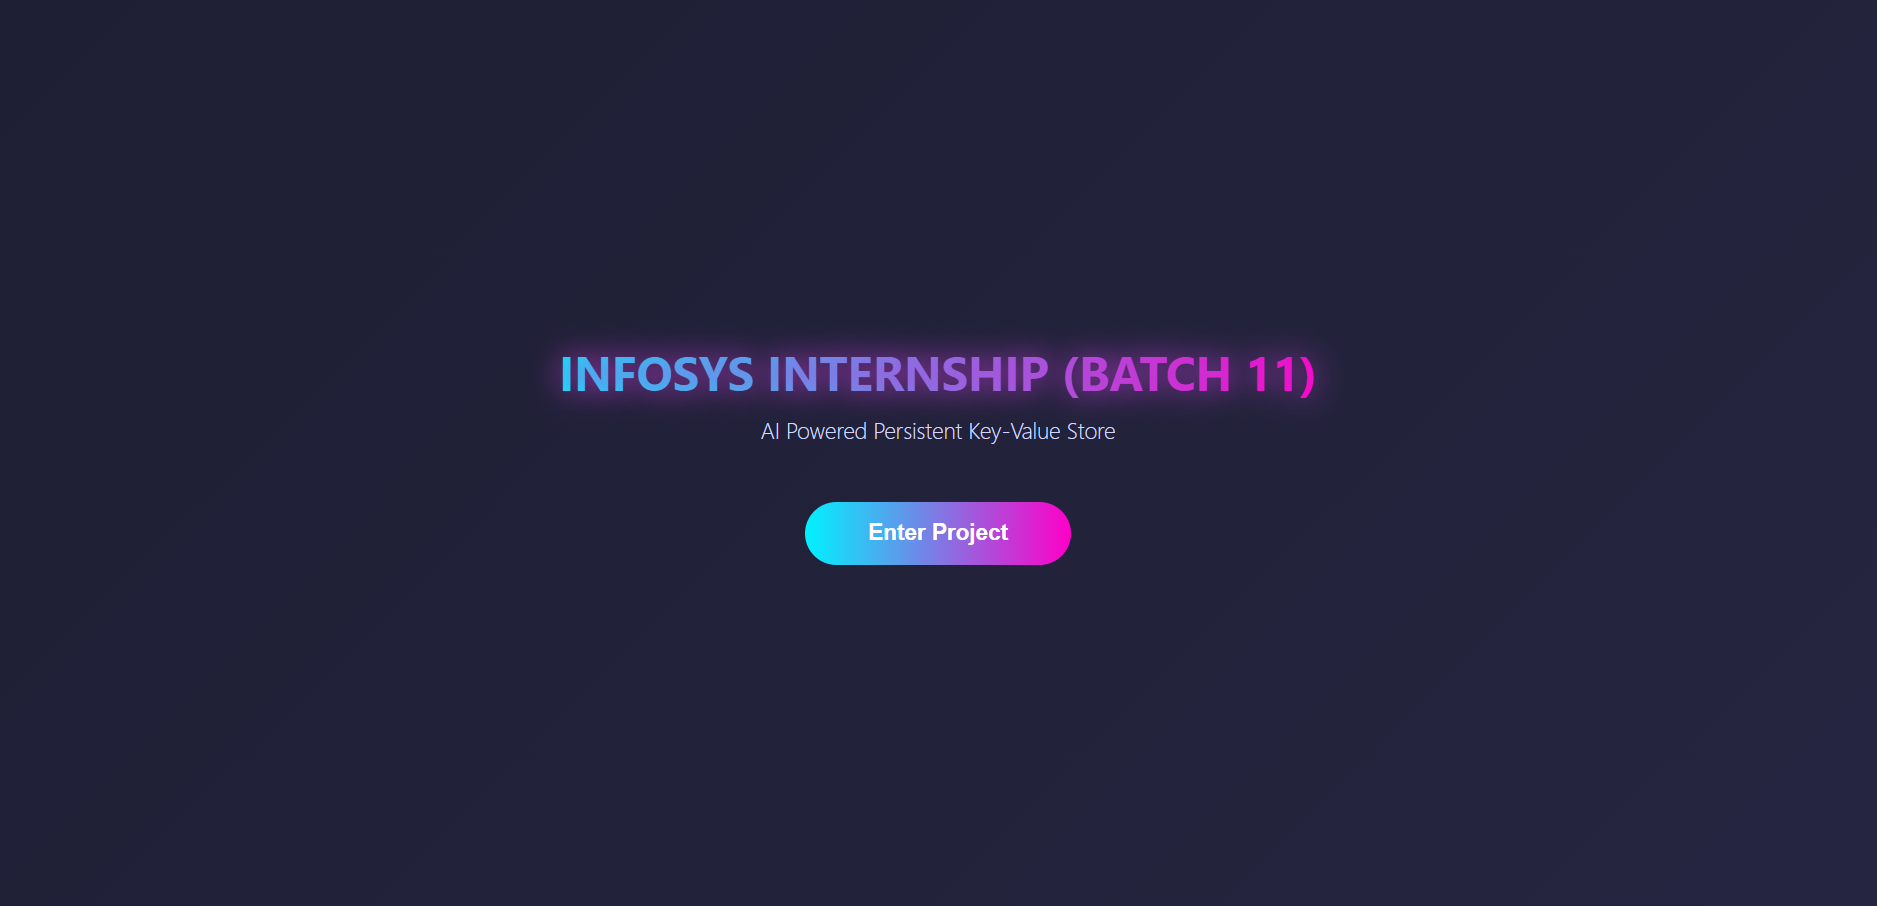 INFOSYS INTERNSHIP (BATCH 11)
AI Powered Persistent Key-Value Store
Enter Project